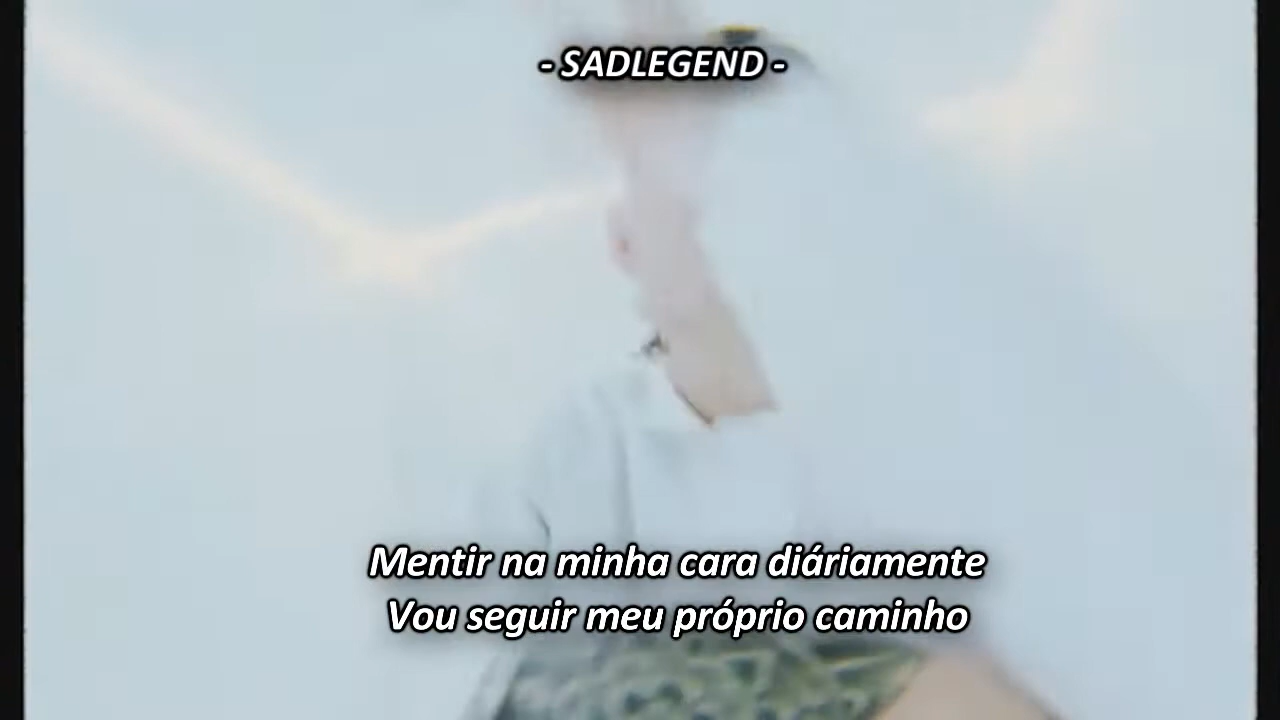 - SADLEGEND -
Mentir na minha cara diáriamente
Vou seguir meu próprio caminho